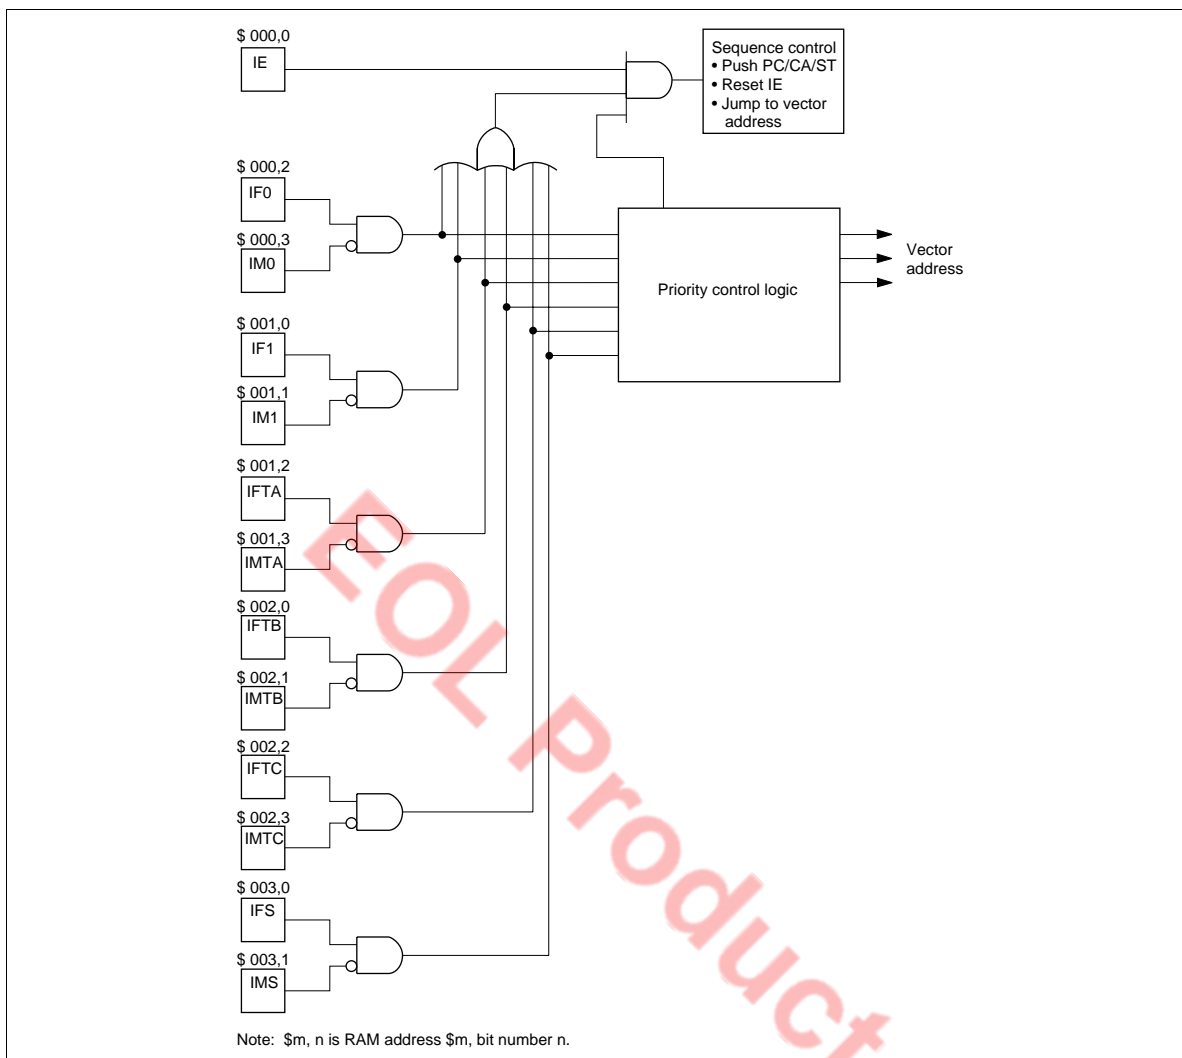 $ 000,0
IE
Sequence control
• Push PC/CA/ST
• Reset IE
• Jump to vector
address
$ 000,2
IF0
$ 000,3
IM0
Vector
address
Priority control logic
$ 001,0
IF1
$ 001,1
IM1
$ 001,2
IFTA
$ 001,3
IMTA
$ 002,0
IFTB
$ 002,1
IMTB
$ 002,2
IFTC
$ 002,3
IMTC
$ 003,0
IFS
$ 003,1
IMS
Note: $m, n is RAM address $m, bit number n.
EOL Product